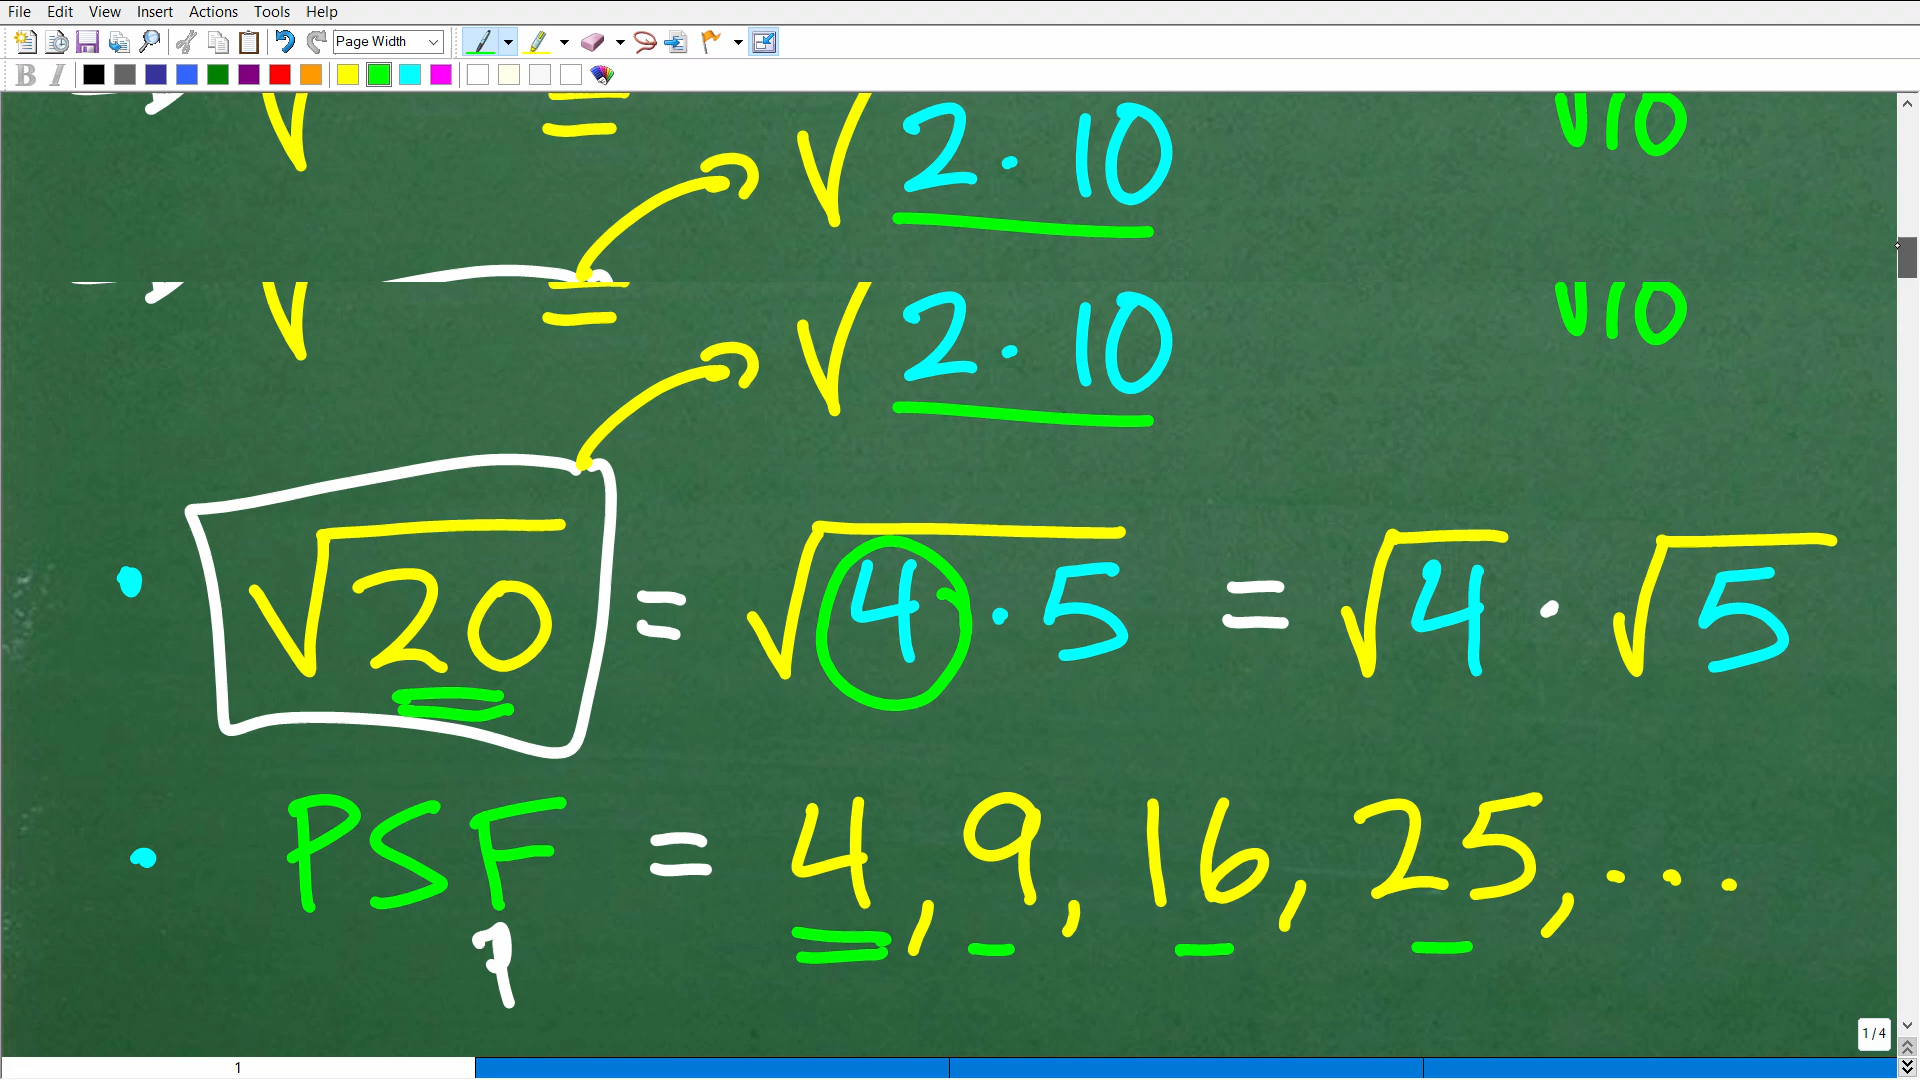 File Edit View Insert Actions Tools Help
Page Width
B I
√2·10 √10
√2·10 √10
√20 = √4·5 = √4 · √5
PSF = 4, 9, 16, 25, ...
1/4
1